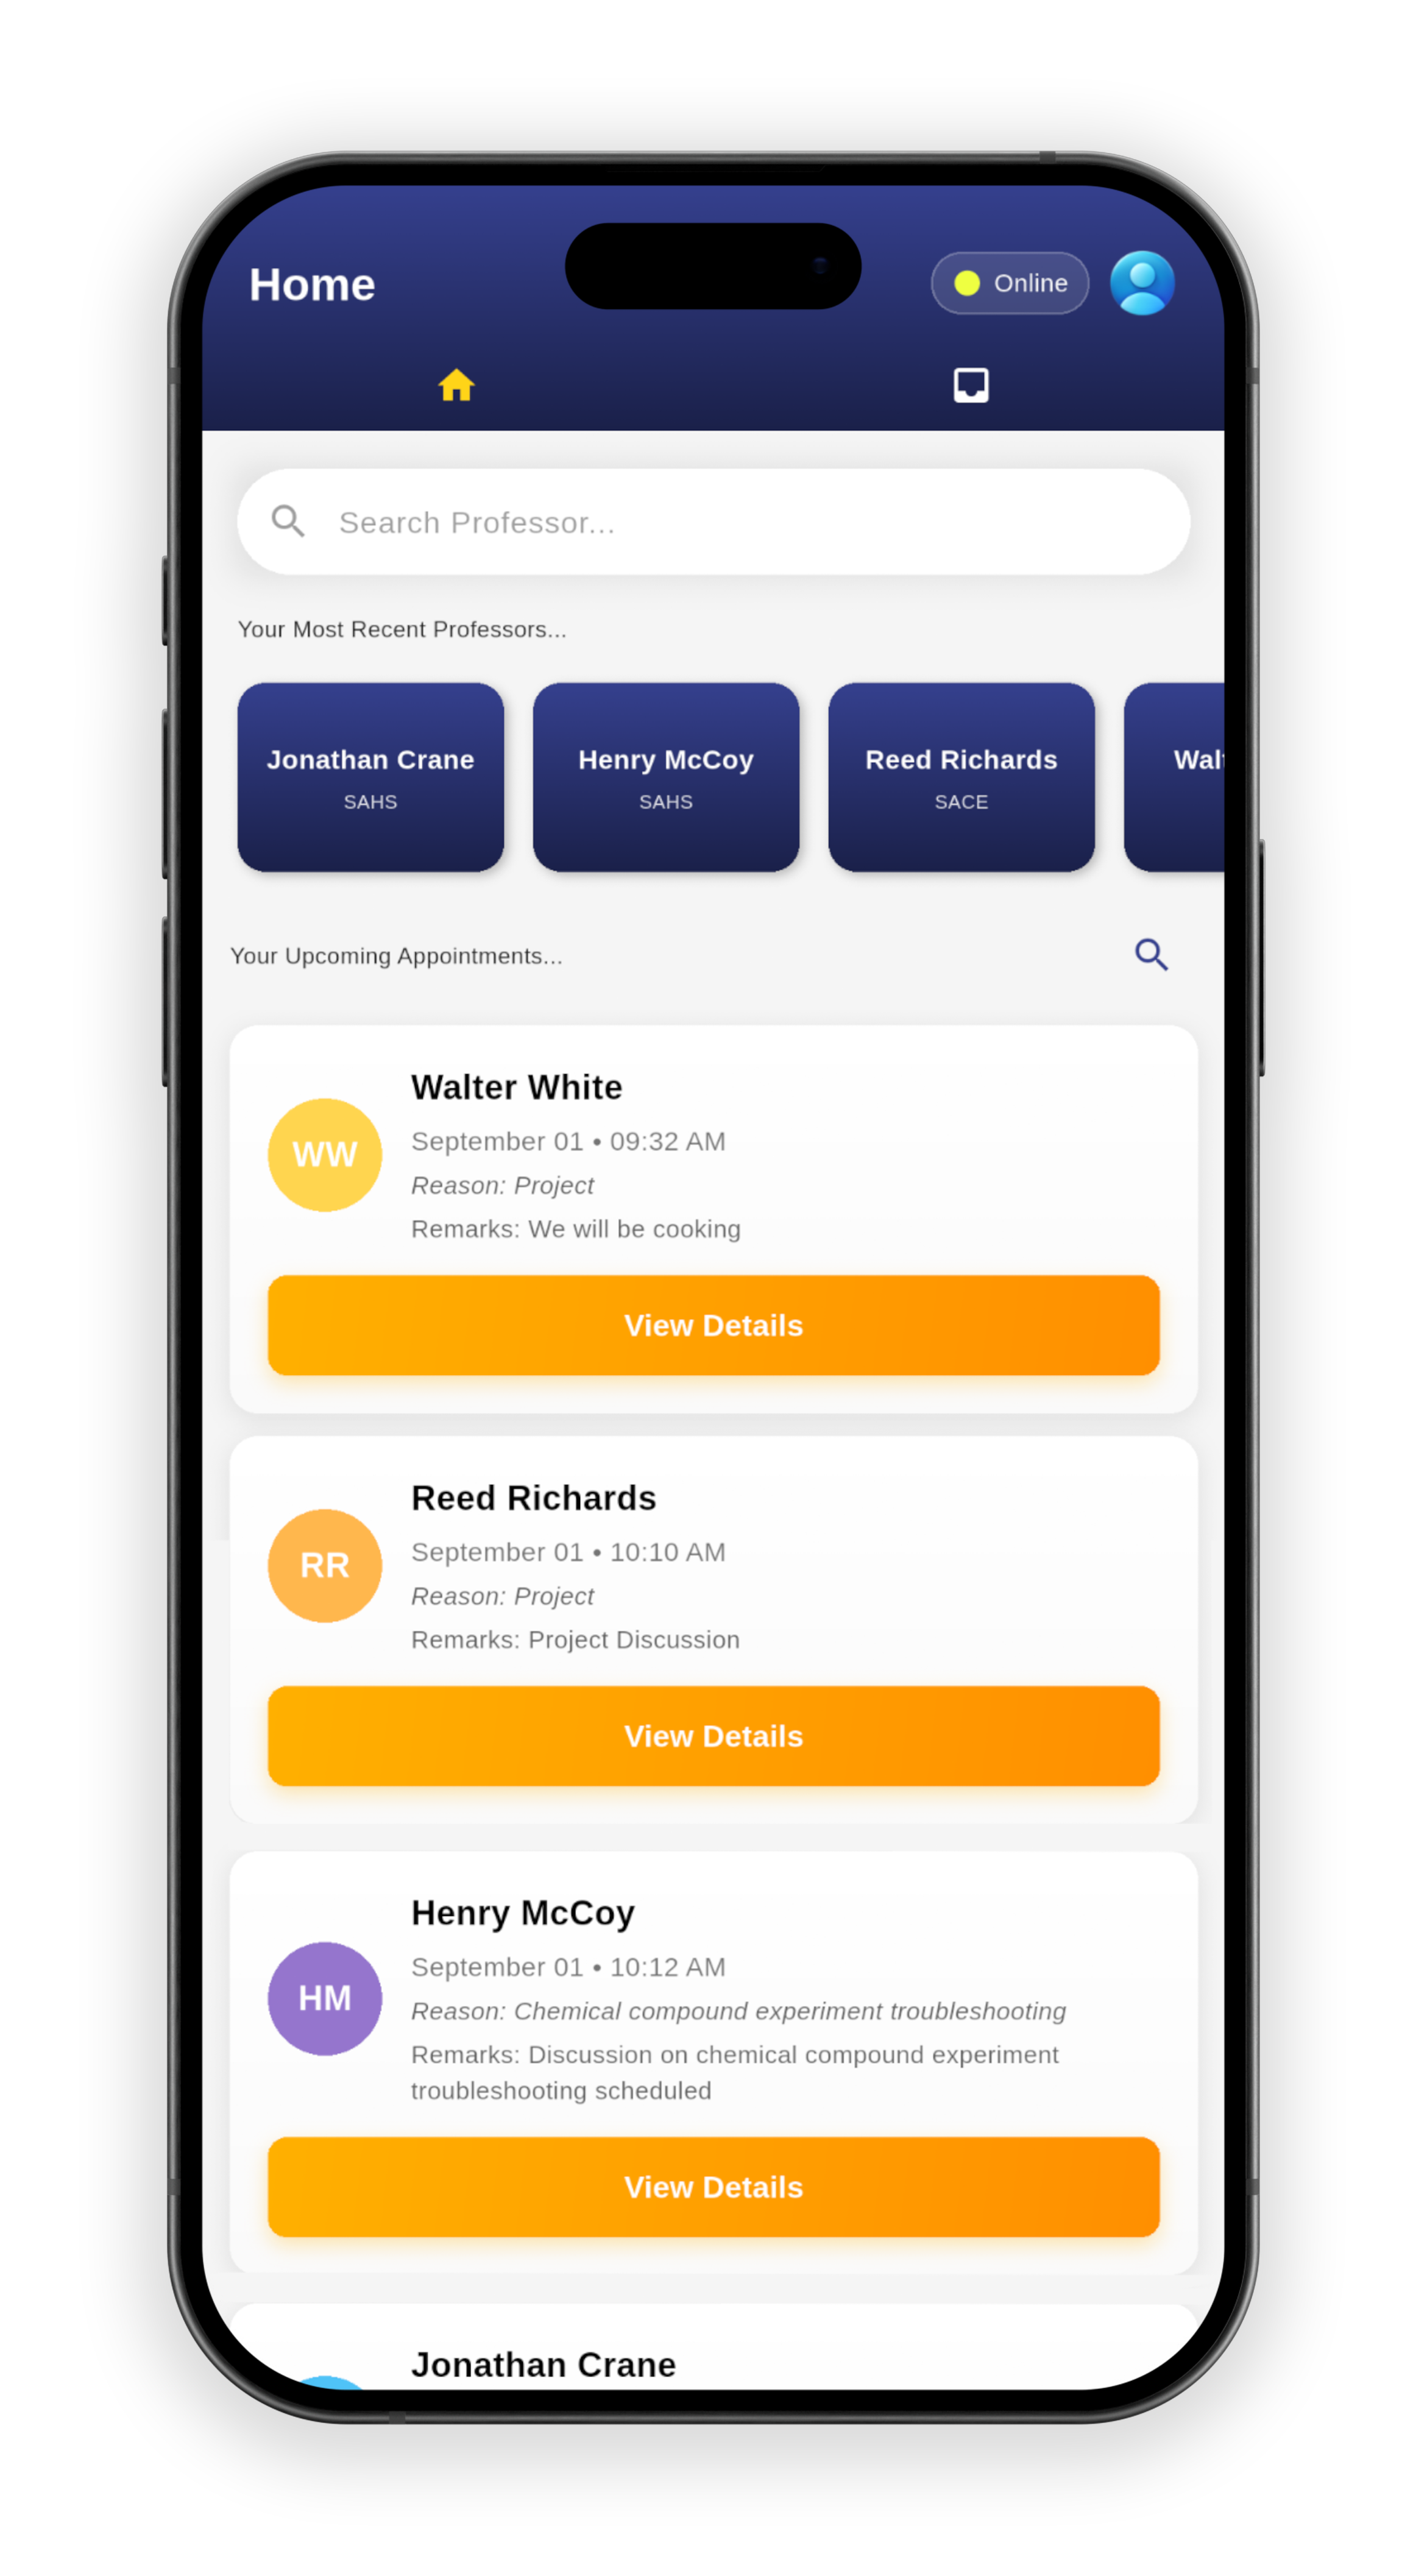 Home
Online
Search Professor...
Your Most Recent Professors...
Jonathan Crane
SAHS
Henry McCoy
SAHS
Reed Richards
SACE
Your Upcoming Appointments...
WW
Walter White
September 01 • 09:32 AM
Reason: Project
Remarks: We will be cooking
View Details
RR
Reed Richards
September 01 • 10:10 AM
Reason: Project
Remarks: Project Discussion
View Details
HM
Henry McCoy
September 01 • 10:12 AM
Reason: Chemical compound experiment troubleshooting
Remarks: Discussion on chemical compound experiment
troubleshooting scheduled
View Details
Jonathan Crane